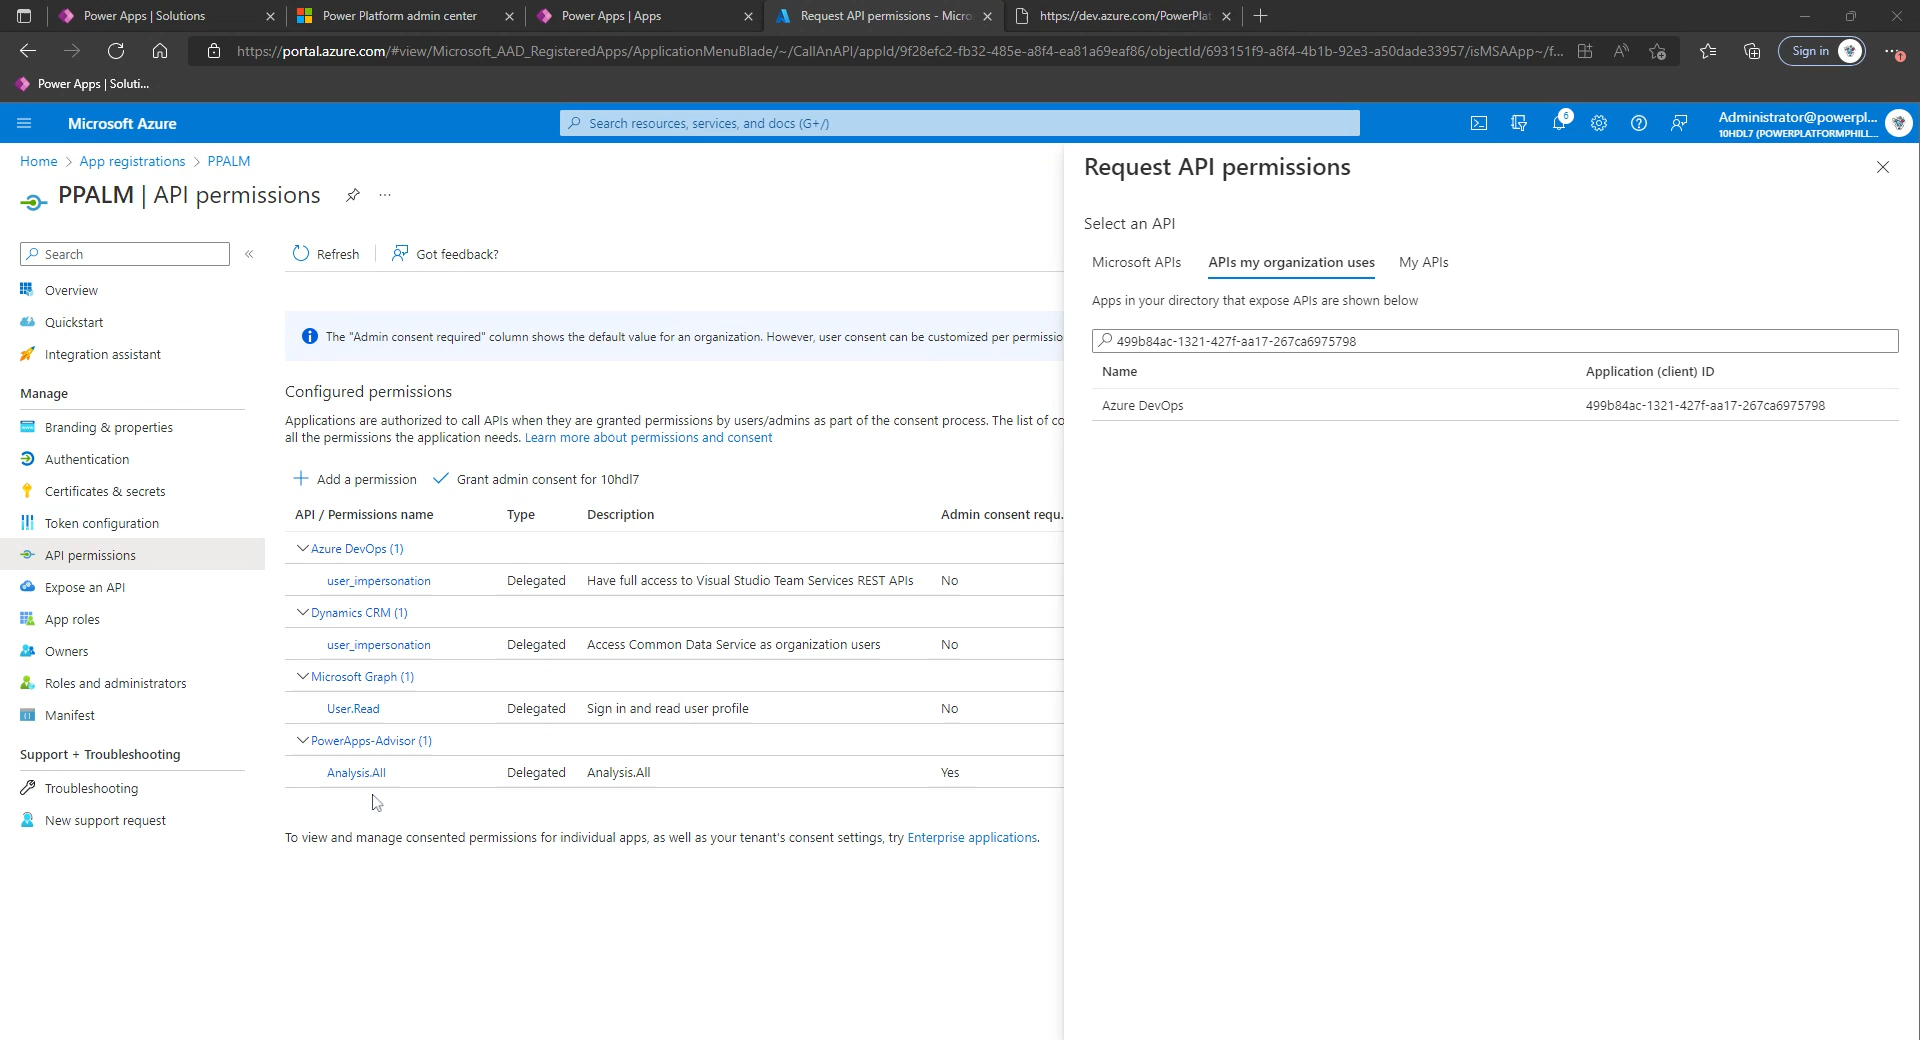 Power Apps | Solutions
Power Platform admin center
Power Apps | Apps
Request API permissions - Micro
https://dev.azure.com/PowerPlat
https://portal.azure.com/#view/Microsoft_AAD_RegisteredApps/ApplicationMenuBlade/~/CallAnAPI/appId/9f28efc2-fb32-485e-a8f4-ea81a69eaf86/objectId/693151f9-a8f4-4b1b-92e3-a50dade33957/isMSAApp~/f...
Sign in
Power Apps | Soluti...
Microsoft Azure
Search resources, services, and docs (G+/)
6
Administrator@powerpl...
10HDL7 (POWERPLATFORMPHILL...
Home > App registrations > PPALM
PPALM | API permissions
...
Search
«
Overview
Quickstart
Integration assistant
Manage
Branding & properties
Authentication
Certificates & secrets
Token configuration
API permissions
Expose an API
App roles
Owners
Roles and administrators
Manifest
Support + Troubleshooting
Troubleshooting
New support request
Refresh
Got feedback?
The "Admin consent required" column shows the default value for an organization. However, user consent can be customized per permissio
Configured permissions
Applications are authorized to call APIs when they are granted permissions by users/admins as part of the consent process. The list of co
all the permissions the application needs. Learn more about permissions and consent
Add a permission
Grant admin consent for 10hdl7
API / Permissions name Type Description Admin consent requ.
Azure DevOps (1)
user_impersonation Delegated Have full access to Visual Studio Team Services REST APIs No
Dynamics CRM (1)
user_impersonation Delegated Access Common Data Service as organization users No
Microsoft Graph (1)
User.Read Delegated Sign in and read user profile No
PowerApps-Advisor (1)
Analysis.All Delegated Analysis.All Yes
To view and manage consented permissions for individual apps, as well as your tenant's consent settings, try Enterprise applications.
Request API permissions
Select an API
Microsoft APIs APIs my organization uses My APIs
Apps in your directory that expose APIs are shown below
499b84ac-1321-427f-aa17-267ca6975798
Name Application (client) ID
Azure DevOps 499b84ac-1321-427f-aa17-267ca6975798